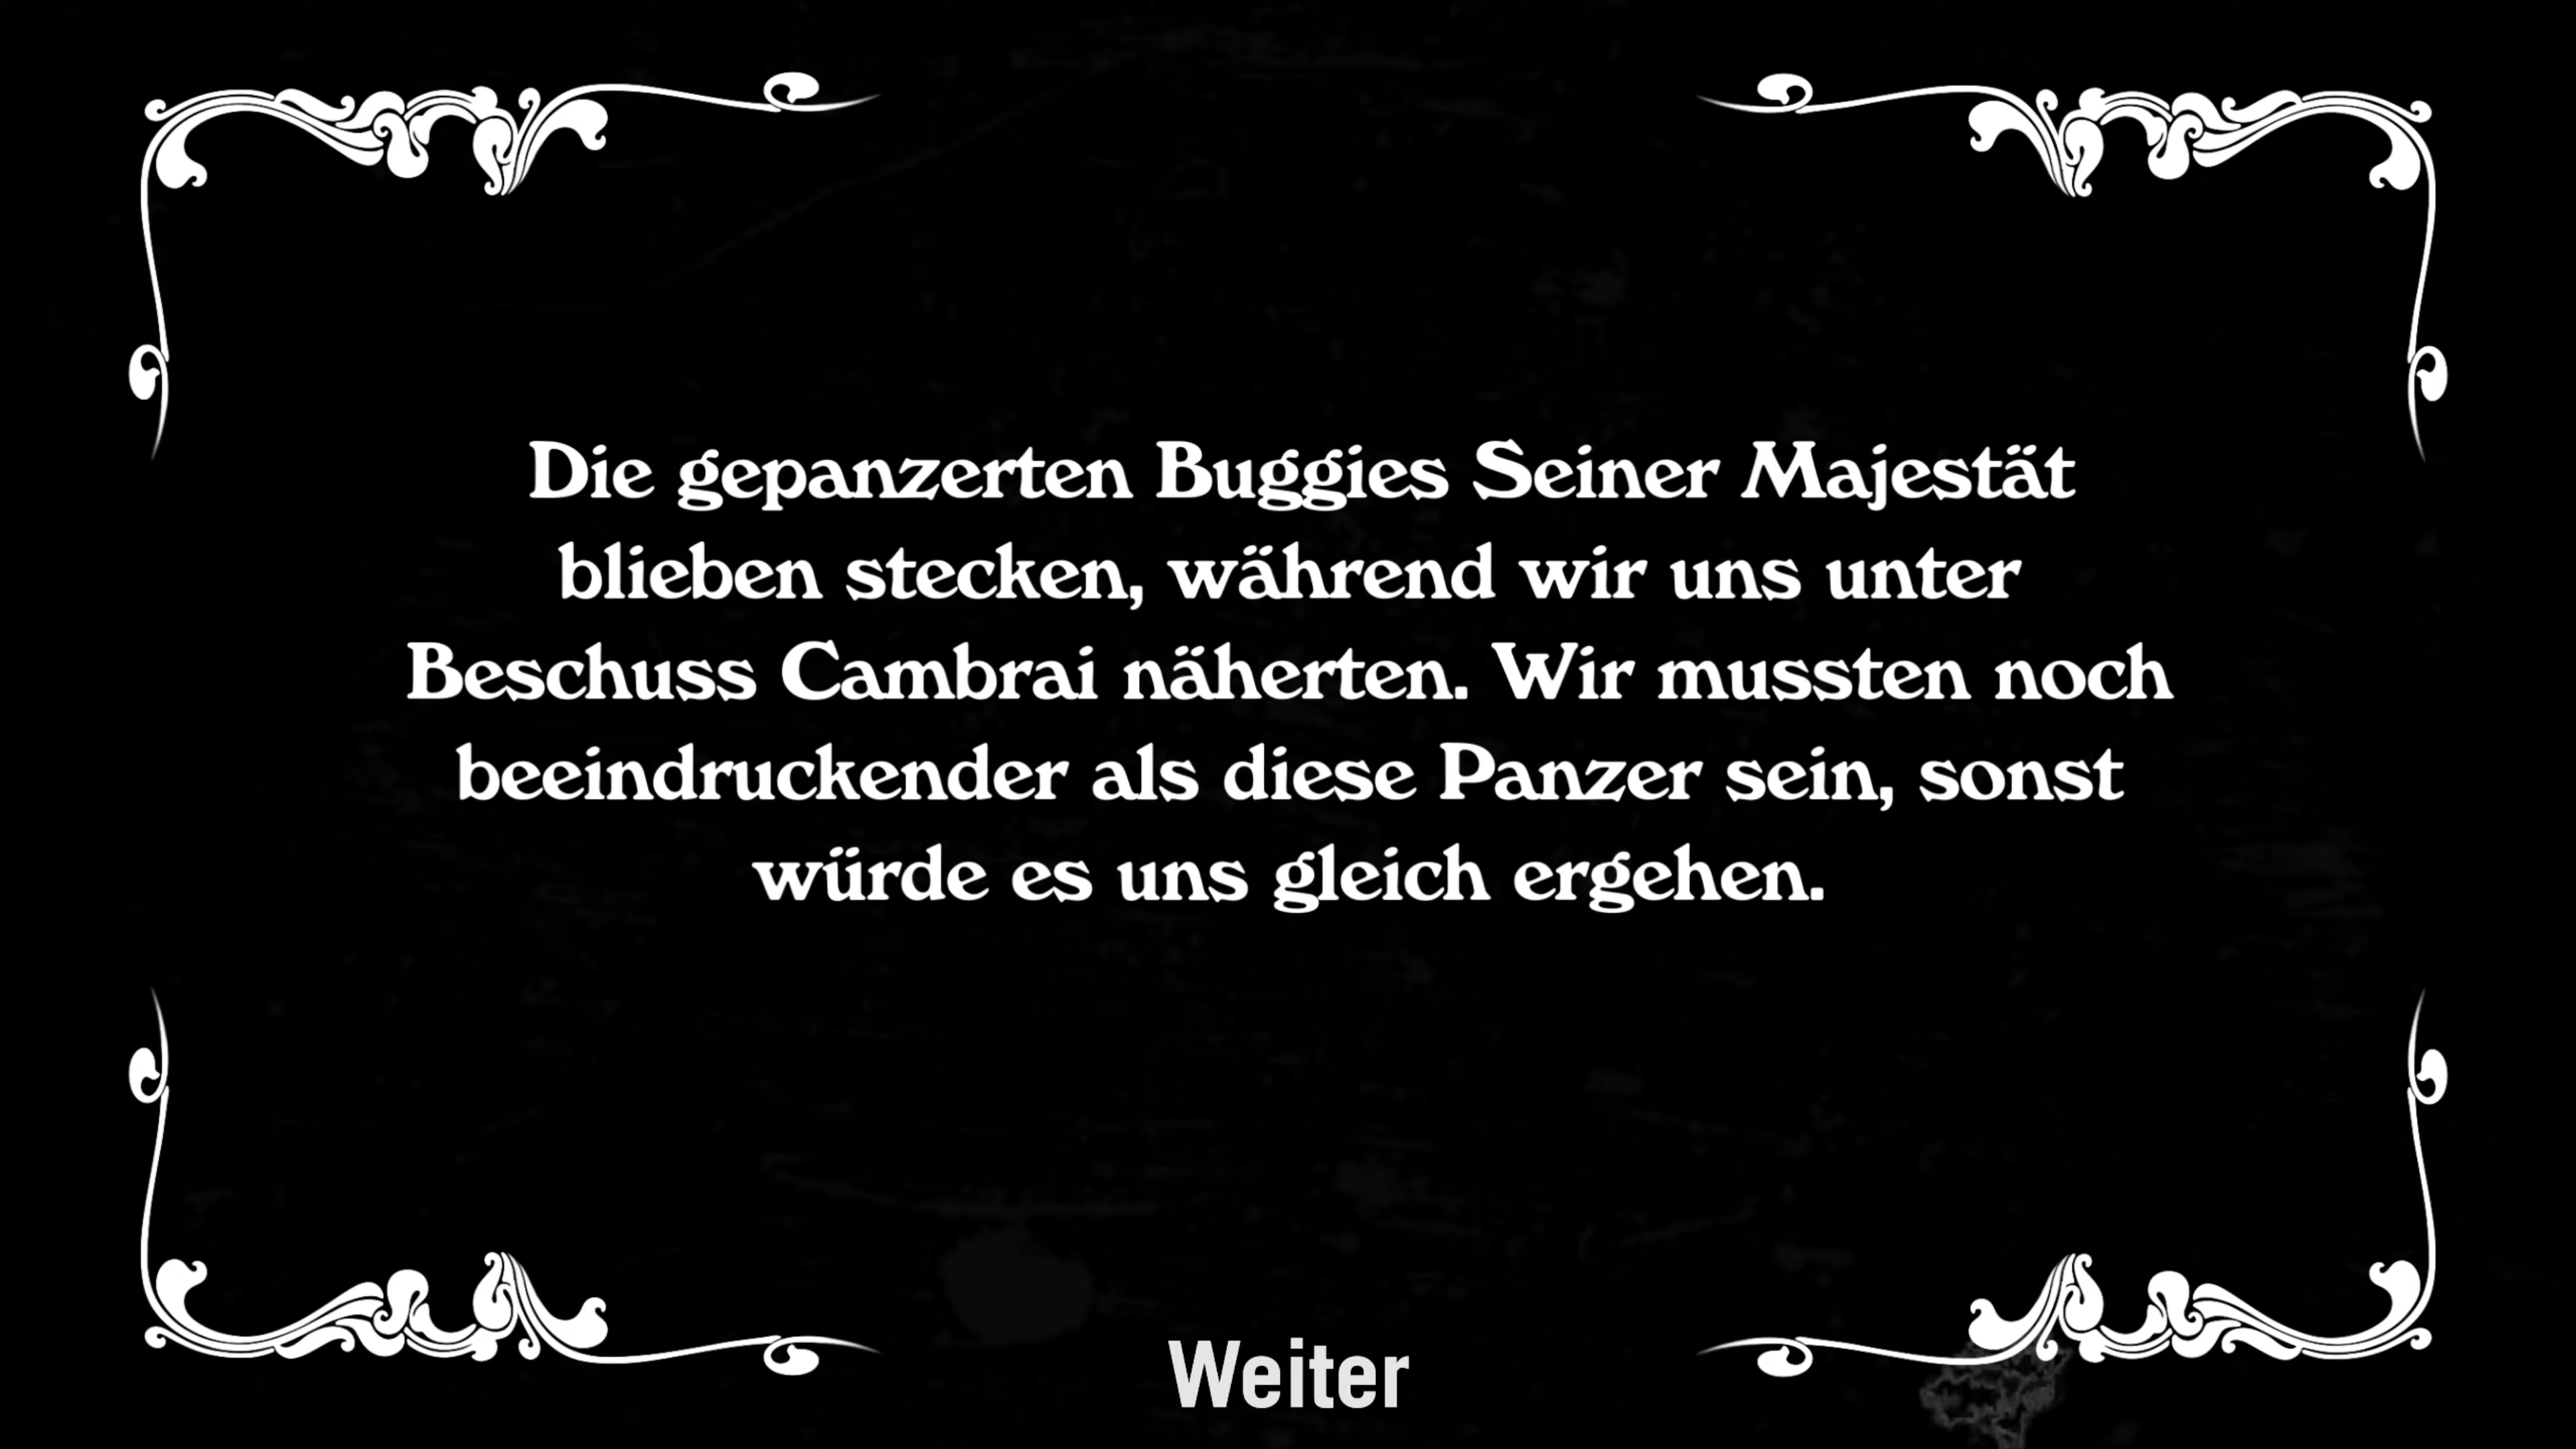 Die gepanzerten Buggies Seiner Majestät
blieben stecken, während wir uns unter
Beschuss Cambrai näherten. Wir mussten noch
beeindruckender als diese Panzer sein, sonst
würde es uns gleich ergehen.
Weiter